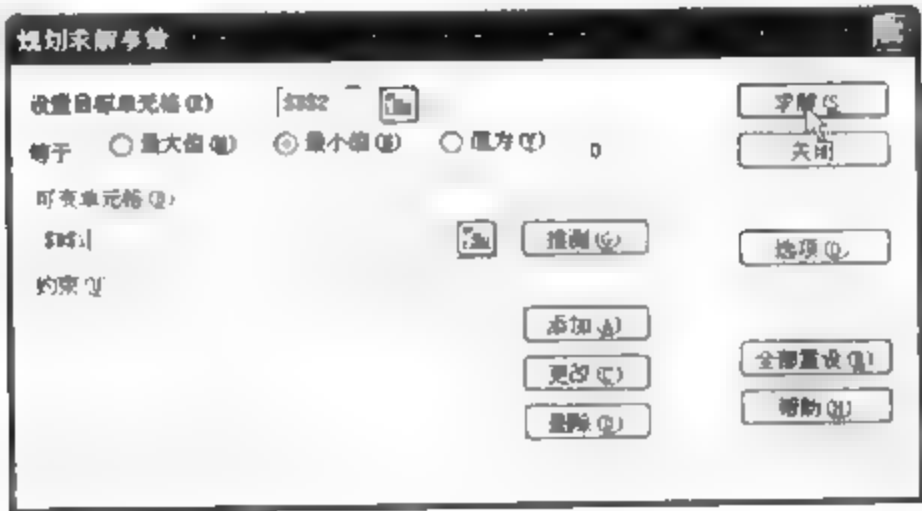 规划求解参数
设置目标单元格(E) $B$2 求解(S)
等于 最大值(M) 最小值(N) 值为(V) 0 关闭
可变单元格(B)
$B$1 推测(G) 选项(O)
约束(U)
添加(A)
更改(C) 全部重设(R)
删除(D) 帮助(H)